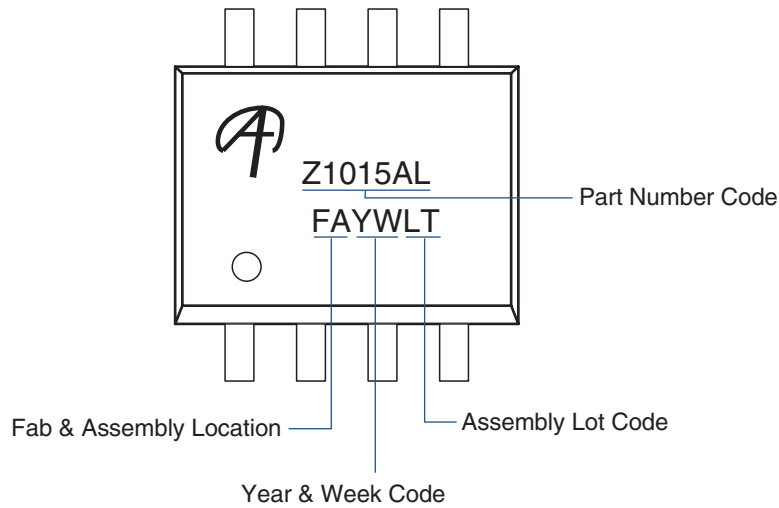 Z1015AL
Part Number Code
FAYWLT
Fab & Assembly Location
Assembly Lot Code
Year & Week Code